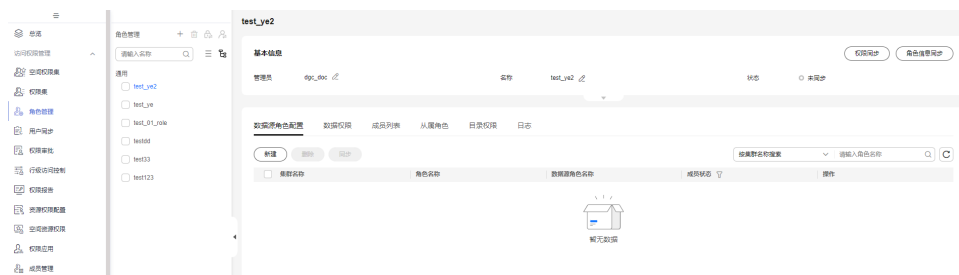 总览
访问权限管理
空间权限集
权限集
角色管理
用户同步
权限审批
行级访问控制
权限报告
资源权限配置
空间资源权限
权限应用
成员管理
角色管理
请输入名称
通用
test_ye2
test_ye
test_01_role
testdd
test33
test123
test_ye2
基本信息
权限同步
角色信息同步
管理员 dgc_doc
名称 test_ye2
状态 未同步
数据源角色配置 数据权限 成员列表 从属角色 目录权限 日志
新建 删除 同步
按集群名称搜索 请输入角色名称
集群名称 角色名称 数据源角色名称 成员状态 操作
暂无数据